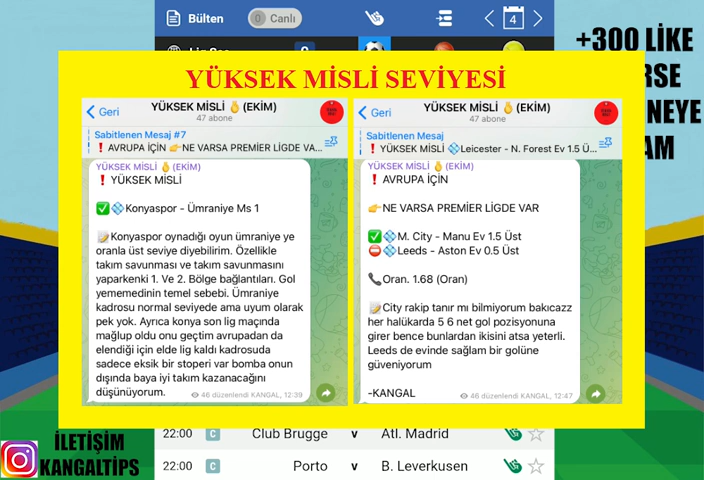 Bülten
0 Canlı
4
+300 LİKE
YÜKSEK MİSLİ SEVİYESİ
Geri
YÜKSEK MİSLİ (EKİM)
47 abone
Sabitlenen Mesaj #7
❗ AVRUPA İÇİN 👉NE VARSA PREMİER LİGDE VA...
YÜKSEK MİSLİ (EKİM)
❗ YÜKSEK MİSLİ
✅💠Konyaspor - Ümraniye Ms 1
📝Konyaspor oynadığı oyun ümraniye ye
oranla üst seviye diyebilirim. Özellikle
takım savunması ve takım savunmasını
yaparkenki 1. Ve 2. Bölge bağlantıları. Gol
yememedinin temel sebebi. Ümraniye
kadrosu normal seviyede ama uyum olarak
pek yok. Ayrıca konya son lig maçında
mağlup oldu onu geçtim avrupadan da
elendiği için elde lig kaldı kadrosuda
sadece eksik bir stoperi var bomba onun
dışında baya iyi takım kazanacağını
düşünüyorum.
46 düzenlendi KANGAL, 12:39
Geri
YÜKSEK MİSLİ (EKİM)
47 abone
Sabitlenen Mesaj
❗ YÜKSEK MİSLİ 💠Leicester - N. Forest Ev 1.5 Ü...
YÜKSEK MİSLİ (EKİM)
❗ AVRUPA İÇİN
👉NE VARSA PREMİER LİGDE VAR
✅💠M. City - Manu Ev 1.5 Üst
⛔💠Leeds - Aston Ev 0.5 Üst
📞Oran. 1.68 (Oran)
📝City rakip tanır mı bilmiyorum bakıcazz
her halükarda 5 6 net gol pozisyonuna
girer bence bunlardan ikisini atsa yeterli.
Leeds de evinde sağlam bir golüne
güveniyorum
-KANGAL
46 düzenlendi KANGAL, 12:47
22:00 C Club Brugge v Atl. Madrid
22:00 C Porto v B. Leverkusen
İLETİŞİM
KANGALTİPS